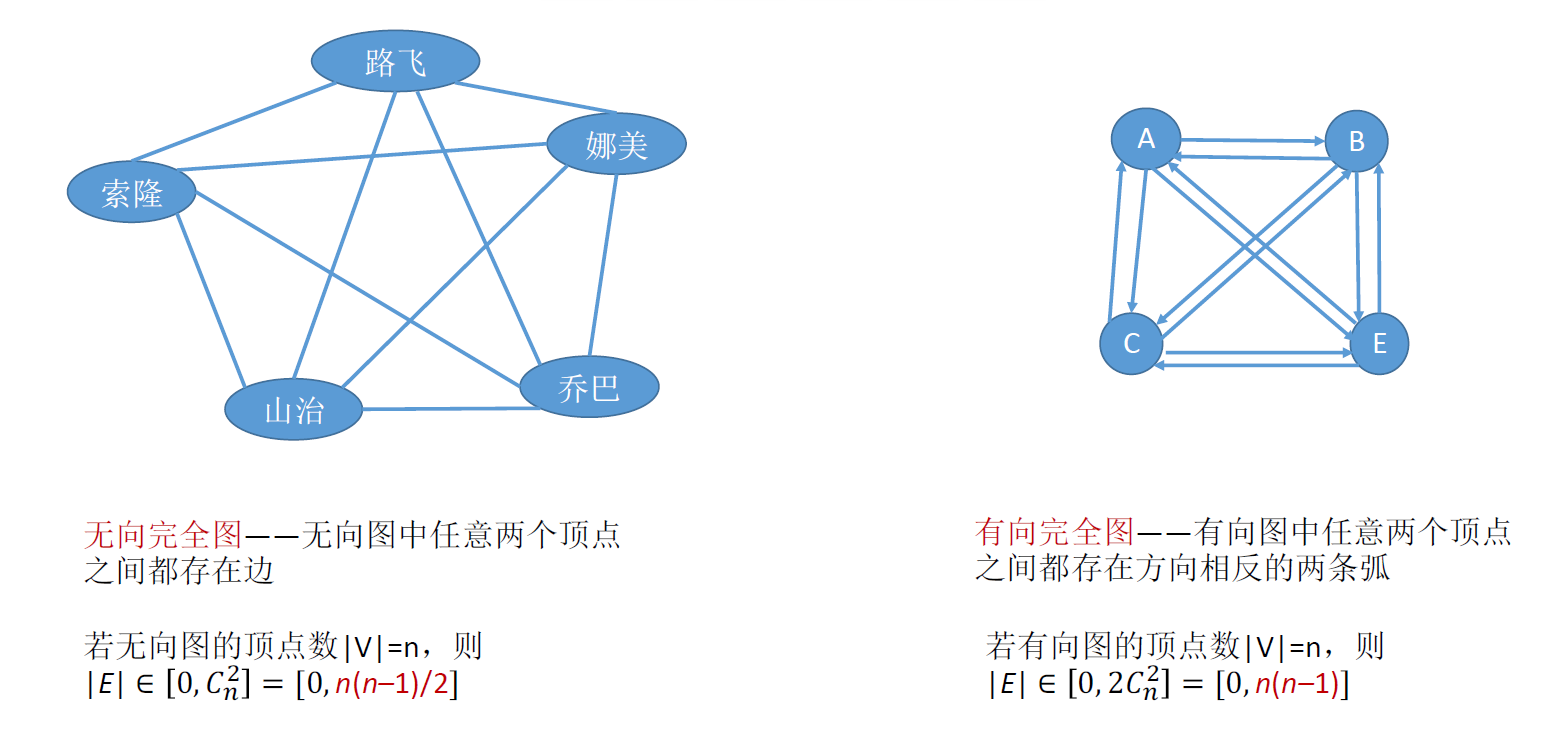 路飞
娜美
索隆
山治
乔巴
A
B
C
E
无向完全图——无向图中任意两个顶点
之间都存在边
若无向图的顶点数|V|=n，则
|E| ∈ [0, C_n^2] = [0, n(n–1)/2]
有向完全图——有向图中任意两个顶点
之间都存在方向相反的两条弧
若有向图的顶点数|V|=n，则
|E| ∈ [0, 2C_n^2] = [0, n(n–1)]